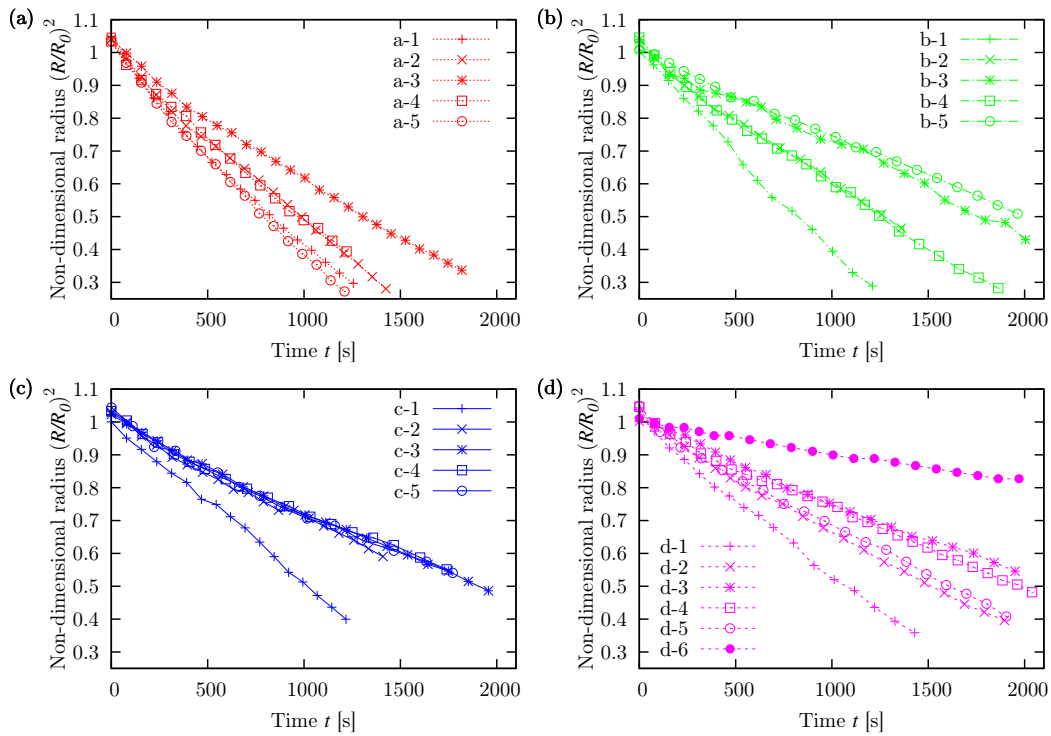 (a)
Non-dimensional radius (R/R0)2
1.1
1
0.9
0.8
0.7
0.6
0.5
0.4
0.3
a-1
a-2
a-3
a-4
a-5
0 500 1000 1500 2000
Time t [s]
(b)
Non-dimensional radius (R/R0)2
1.1
1
0.9
0.8
0.7
0.6
0.5
0.4
0.3
b-1
b-2
b-3
b-4
b-5
0 500 1000 1500 2000
Time t [s]
(c)
Non-dimensional radius (R/R0)2
1.1
1
0.9
0.8
0.7
0.6
0.5
0.4
0.3
c-1
c-2
c-3
c-4
c-5
0 500 1000 1500 2000
Time t [s]
(d)
Non-dimensional radius (R/R0)2
1.1
1
0.9
0.8
0.7
0.6
0.5
0.4
0.3
d-1
d-2
d-3
d-4
d-5
d-6
0 500 1000 1500 2000
Time t [s]